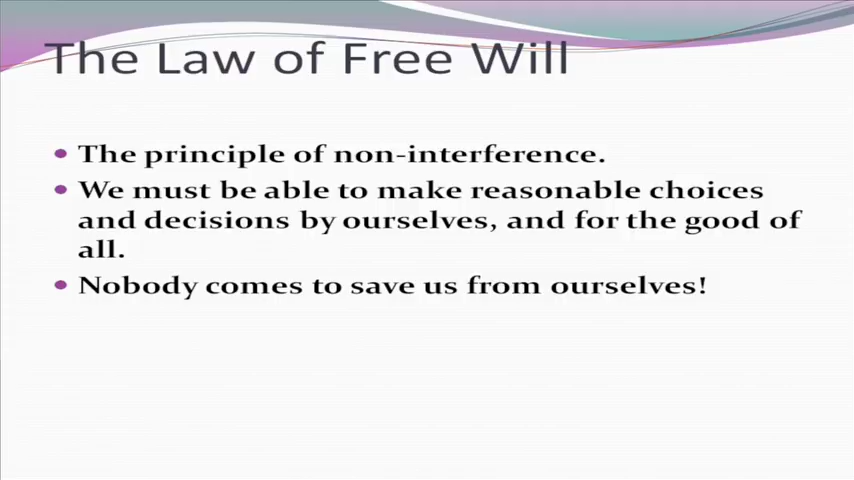 The Law of Free Will
• The principle of non-interference.
• We must be able to make reasonable choices
and decisions by ourselves, and for the good of
all.
• Nobody comes to save us from ourselves!